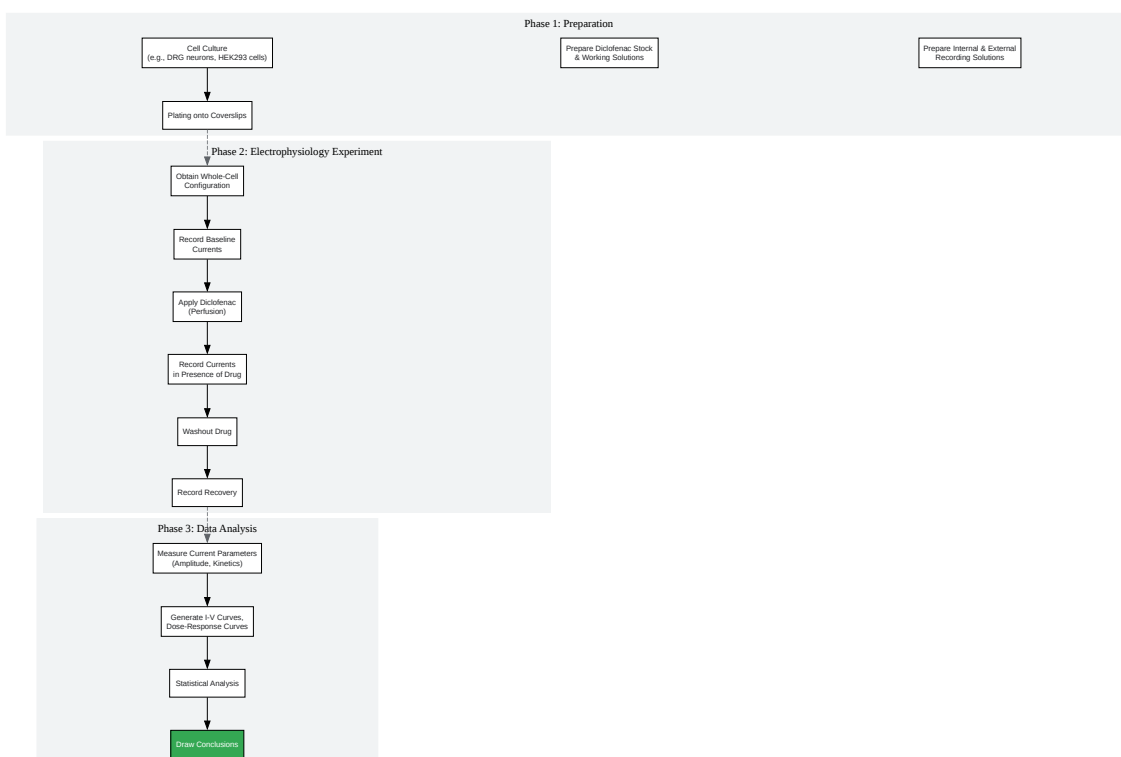 Phase 1: Preparation
Cell Culture
(e.g., DRG neurons, HEK293 cells)
Prepare Diclofenac Stock
& Working Solutions
Prepare Internal & External
Recording Solutions
Plating onto Coverslips
Phase 2: Electrophysiology Experiment
Obtain Whole-Cell
Configuration
Record Baseline
Currents
Apply Diclofenac
(Perfusion)
Record Currents
in Presence of Drug
Washout Drug
Record Recovery
Phase 3: Data Analysis
Measure Current Parameters
(Amplitude, Kinetics)
Generate I-V Curves,
Dose-Response Curves
Statistical Analysis
Draw Conclusions